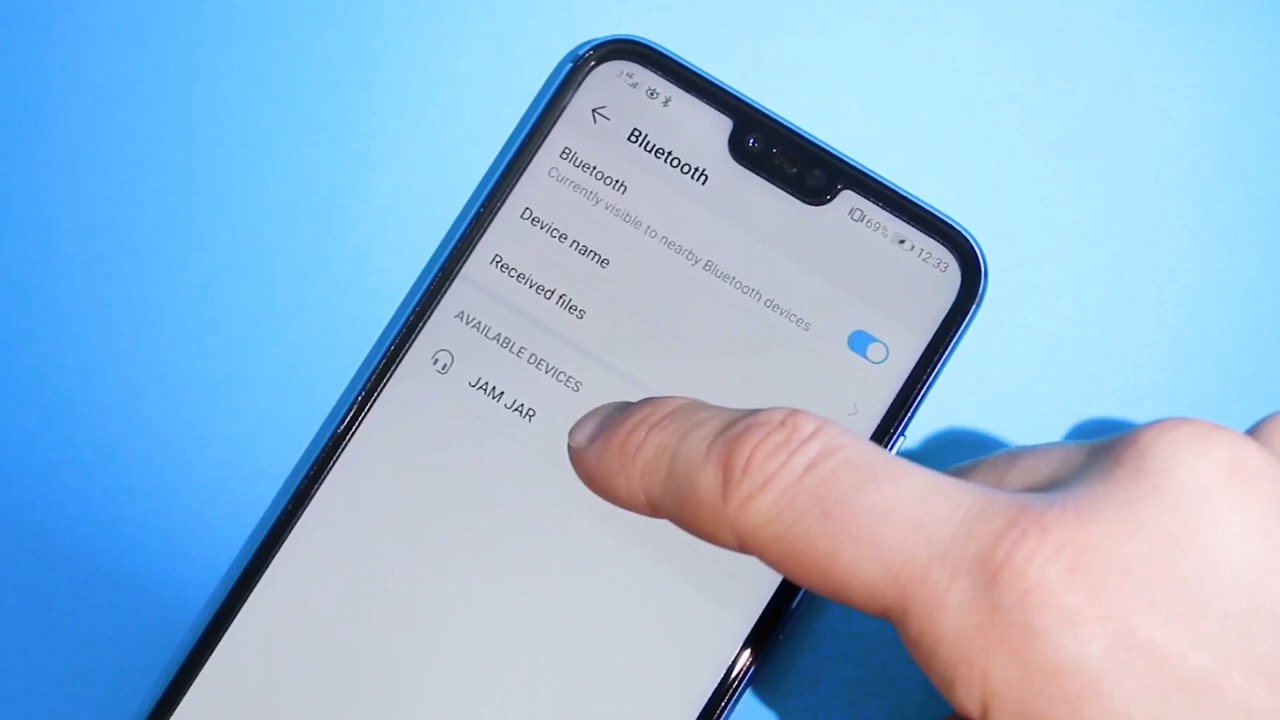 69% 12:33
Bluetooth
Bluetooth
Currently visible to nearby Bluetooth devices
Device name
Received files
AVAILABLE DEVICES
JAM JAR